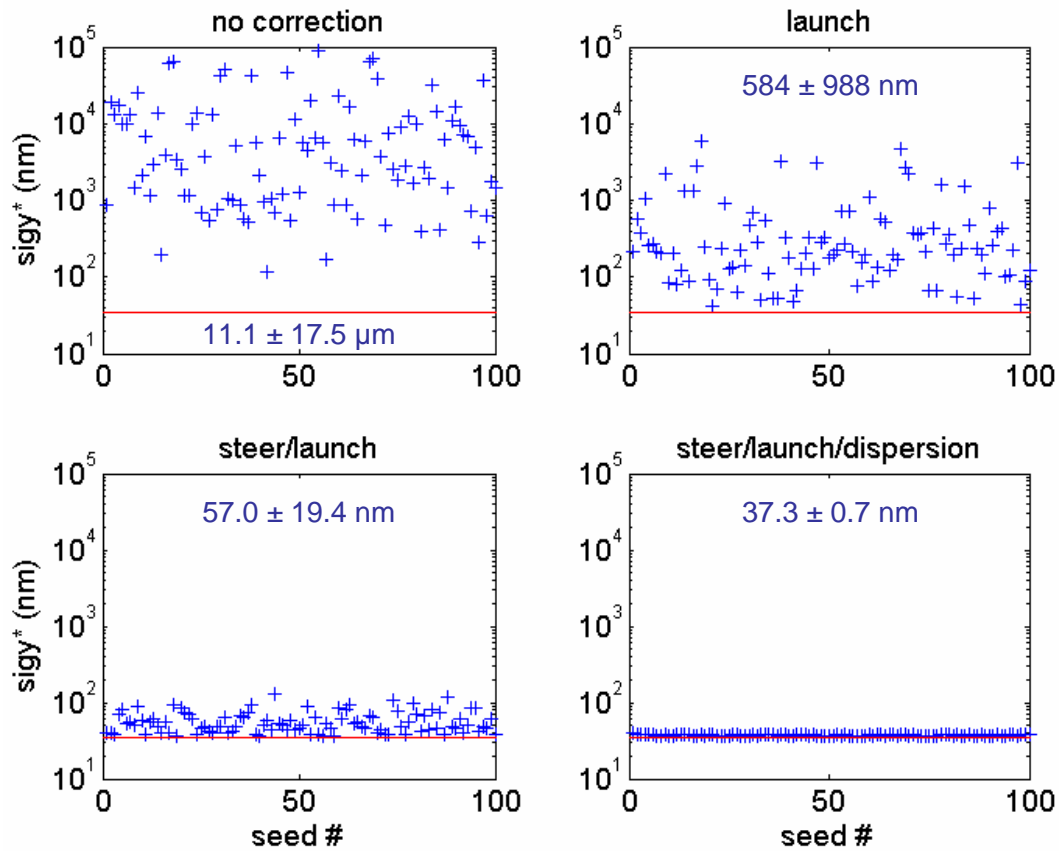 no correction
sigy* (nm)
10^5
10^4
10^3
10^2
10^1
11.1 ± 17.5 µm
0 50 100
launch
10^5
10^4
10^3
10^2
10^1
584 ± 988 nm
0 50 100
steer/launch
sigy* (nm)
10^5
10^4
10^3
10^2
10^1
57.0 ± 19.4 nm
0 50 100
seed #
steer/launch/dispersion
10^5
10^4
10^3
10^2
10^1
37.3 ± 0.7 nm
0 50 100
seed #